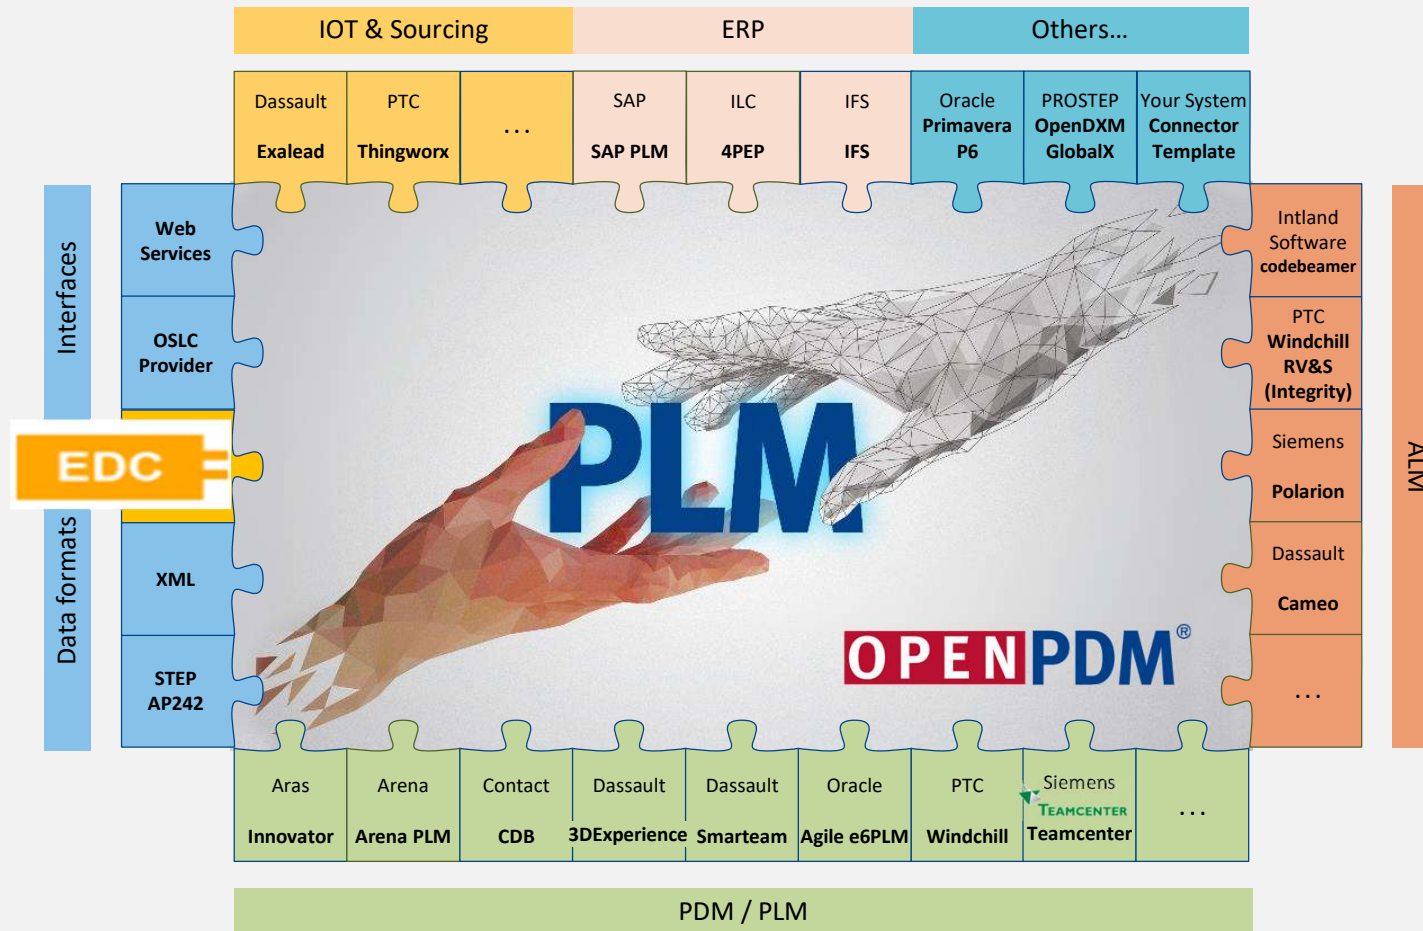 IOT & Sourcing
ERP
Others...
Dassault
Exalead
PTC
Thingworx
...
SAP
SAP PLM
ILC
4PEP
IFS
IFS
Oracle
Primavera
P6
PROSTEP
OpenDXM
GlobalX
Your System
Connector
Template
Interfaces
Data formats
Web
Services
OSLC
Provider
EDC
XML
STEP
AP242
PLM
OPENPDM®
Intland
Software
codebeamer
PTC
Windchill
RV&S
(Integrity)
Siemens
Polarion
Dassault
Cameo
...
ALM
Aras
Innovator
Arena
Arena PLM
Contact
CDB
Dassault
3DExperience
Dassault
Smarteam
Oracle
Agile e6PLM
PTC
Windchill
Siemens
TEAMCENTER
Teamcenter
...
PDM / PLM